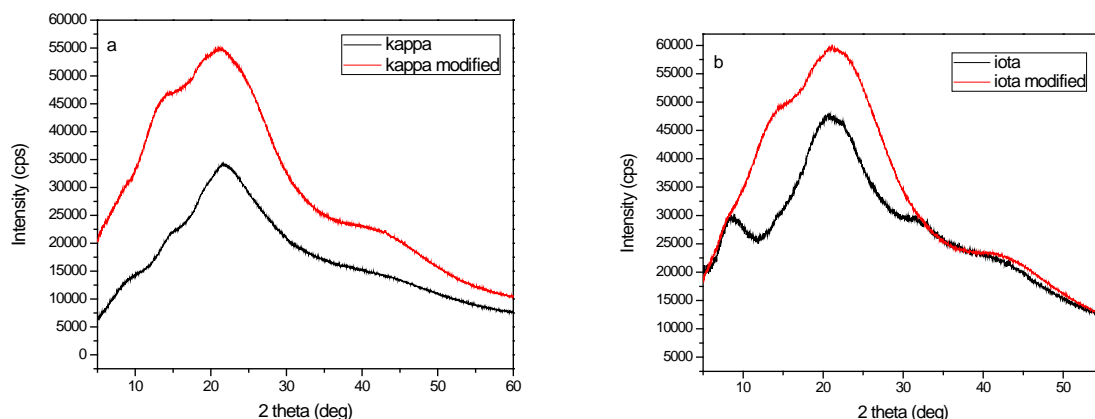 a
kappa
kappa modified
60000
55000
50000
45000
40000
35000
30000
25000
20000
15000
10000
5000
0
Intensity (cps)
10 20 30 40 50 60
2 theta (deg)
b
iota
iota modified
60000
55000
50000
45000
40000
35000
30000
25000
20000
15000
10000
5000
Intensity (cps)
10 20 30 40 50
2 theta (deg)